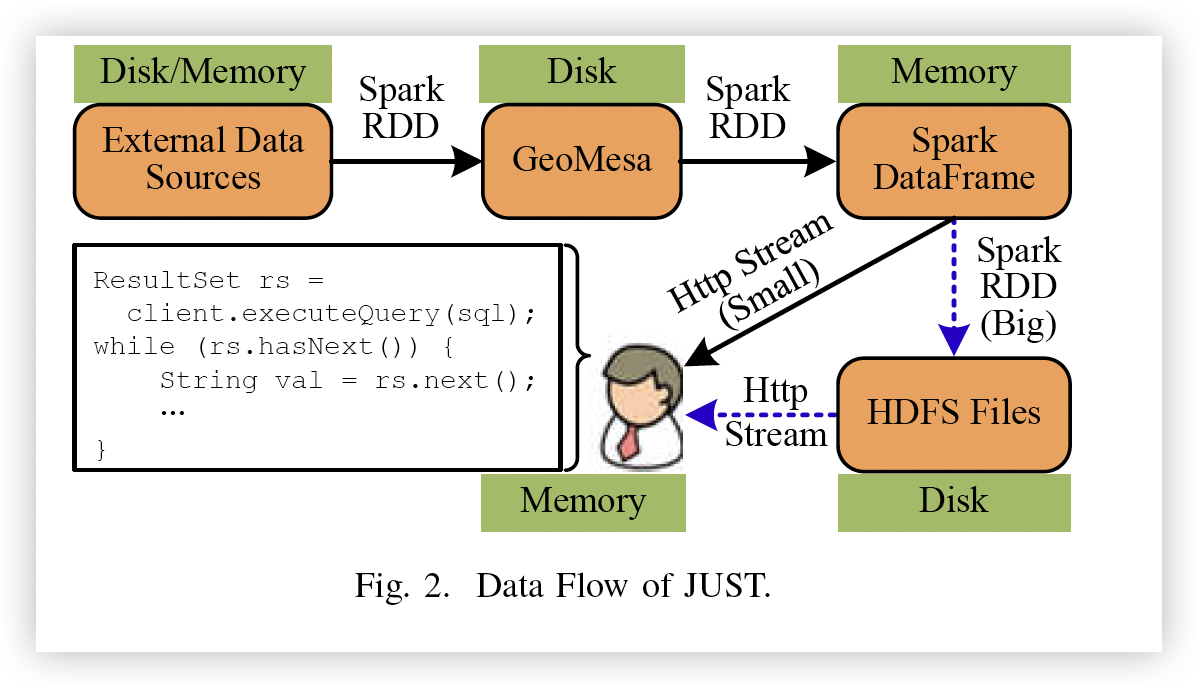 Disk/Memory
External Data
Sources
Spark
RDD
Disk
GeoMesa
Spark
RDD
Memory
Spark
DataFrame
Http Stream
(Small)
Spark
RDD
(Big)
ResultSet rs =
client.executeQuery(sql);
while (rs.hasNext()) {
String val = rs.next();
…
}
Http
Stream
HDFS Files
Memory
Disk
Fig. 2. Data Flow of JUST.